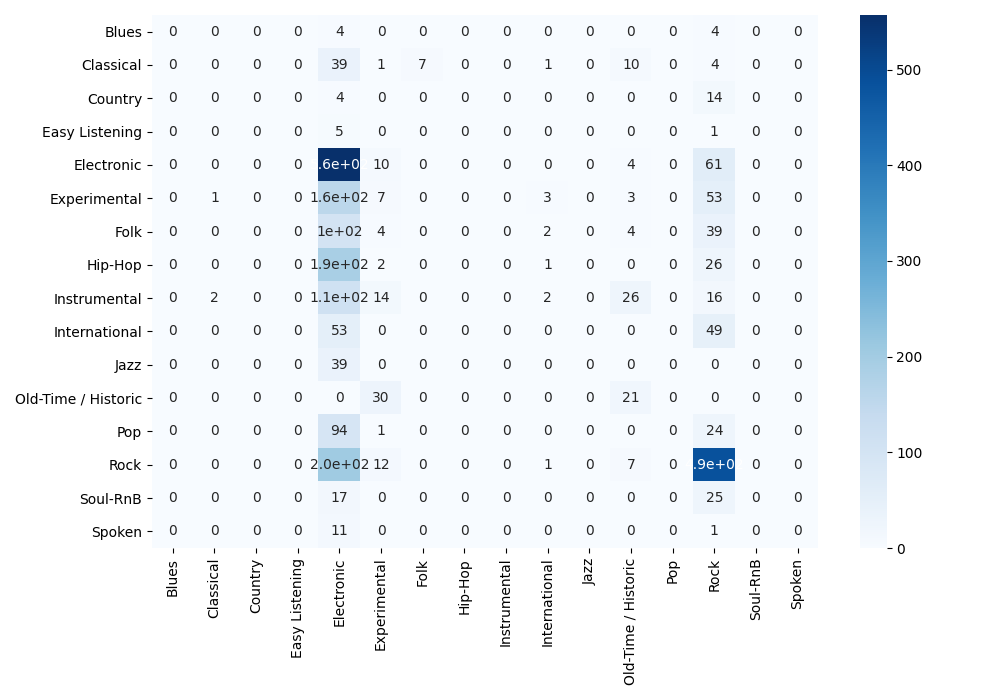 Blues 0 0 0 0 4 0 0 0 0 0 0 0 0 4 0 0
Classical 0 0 0 0 39 1 7 0 0 1 0 10 0 4 0 0
500
Country 0 0 0 0 4 0 0 0 0 0 0 0 0 14 0 0
Easy Listening 0 0 0 0 5 0 0 0 0 0 0 0 0 1 0 0
Electronic 0 0 0 0 .6e+0 10 0 0 0 0 0 4 0 61 0 0
400
Experimental 0 1 0 0 1.6e+02 7 0 0 0 3 0 3 0 53 0 0
Folk 0 0 0 0 1e+02 4 0 0 0 2 0 4 0 39 0 0
Hip-Hop 0 0 0 0 1.9e+02 2 0 0 0 1 0 0 0 26 0 0
300
Instrumental 0 2 0 0 1.1e+02 14 0 0 0 2 0 26 0 16 0 0
International 0 0 0 0 53 0 0 0 0 0 0 0 0 49 0 0
200
Jazz 0 0 0 0 39 0 0 0 0 0 0 0 0 0 0 0
Old-Time / Historic 0 0 0 0 0 30 0 0 0 0 0 21 0 0 0 0
Pop 0 0 0 0 94 1 0 0 0 0 0 0 0 24 0 0
100
Rock 0 0 0 0 2.0e+02 12 0 0 0 1 0 7 0 .9e+0 0 0
Soul-RnB 0 0 0 0 17 0 0 0 0 0 0 0 0 25 0 0
Spoken 0 0 0 0 11 0 0 0 0 0 0 0 0 1 0 0
0
Blues
Classical
Country
Easy Listening
Electronic
Experimental
Folk
Hip-Hop
Instrumental
International
Jazz
Old-Time / Historic
Pop
Rock
Soul-RnB
Spoken